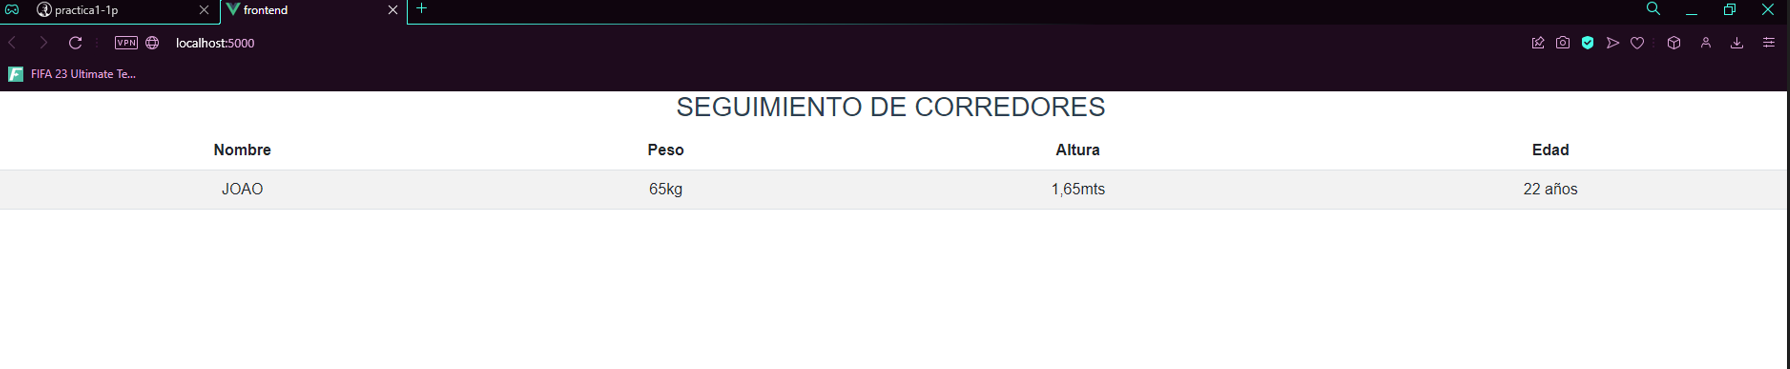 practica1-1p
frontend
VPN
localhost:5000
FIFA 23 Ultimate Te...
SEGUIMIENTO DE CORREDORES
Nombre Peso Altura Edad
JOAO 65kg 1,65mts 22 años